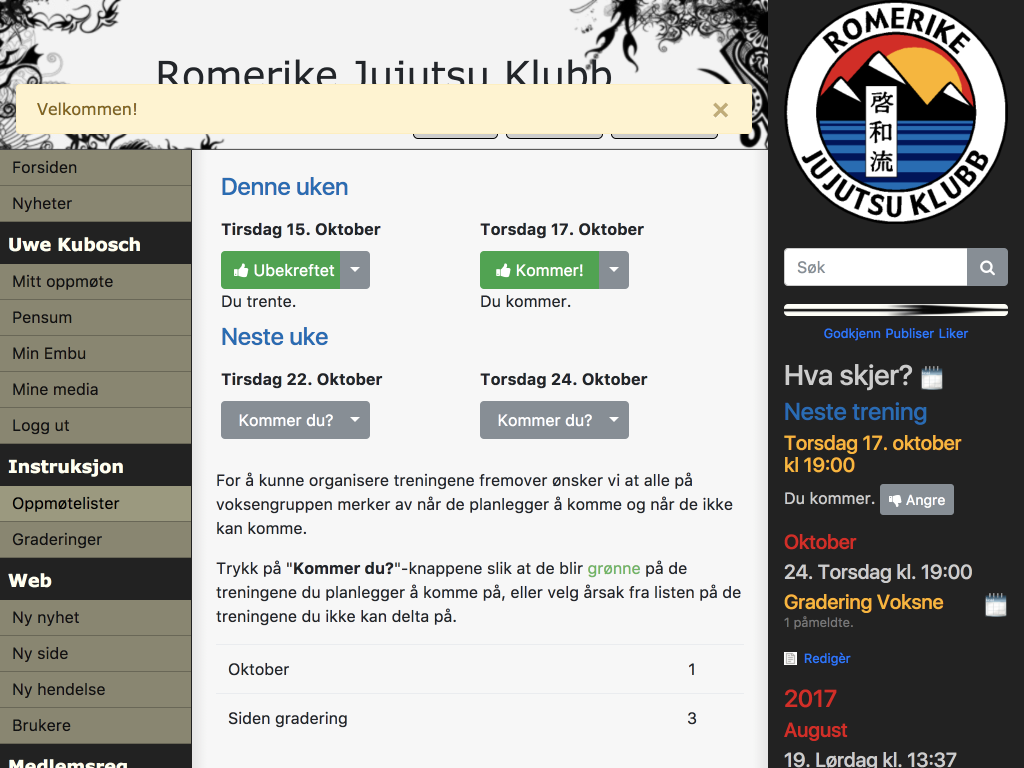 Romerike Jujutsu Klubb
Velkommen!
×
Forsiden
Nyheter
Uwe Kubosch
Mitt oppmøte
Pensum
Min Embu
Mine media
Logg ut
Instruksjon
Oppmøtelister
Graderinger
Web
Ny nyhet
Ny side
Ny hendelse
Brukere
Medlemsreg
Denne uken
Tirsdag 15. Oktober
Torsdag 17. Oktober
Ubekreftet
Kommer!
Du trente.
Du kommer.
Neste uke
Tirsdag 22. Oktober
Torsdag 24. Oktober
Kommer du?
Kommer du?
For å kunne organisere treningene fremover ønsker vi at alle på
voksengruppen merker av når de planlegger å komme og når de ikke
kan komme.
Trykk på "Kommer du?"-knappene slik at de blir grønne på de
treningene du planlegger å komme på, eller velg årsak fra listen på de
treningene du ikke kan delta på.
Oktober 1
Siden gradering 3
ROMERIKE
啓和流
JUJUTSU KLUBB
Søk
Godkjenn Publiser Liker
Hva skjer?
Neste trening
Torsdag 17. oktober
kl 19:00
Du kommer. Angre
Oktober
24. Torsdag kl. 19:00
Gradering Voksne
1 påmeldte.
Redigèr
2017
August
19. Lørdag kl. 13:37